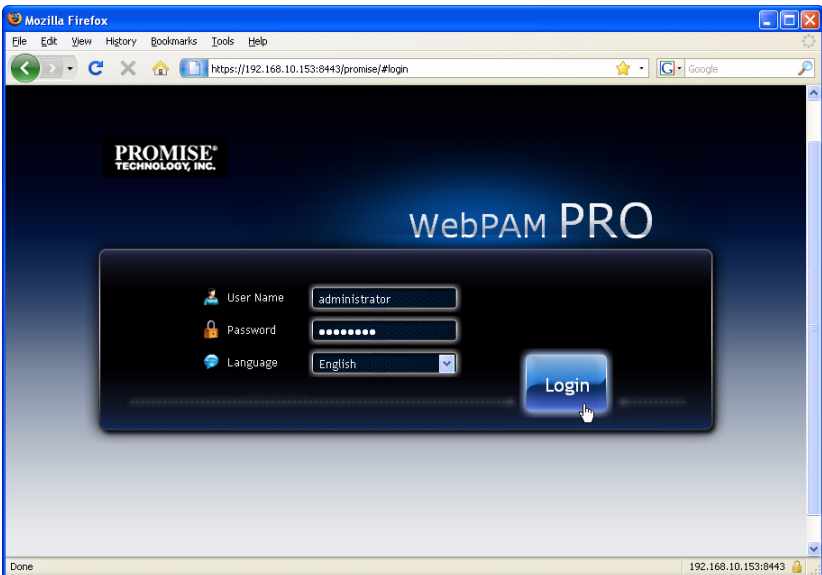 Mozilla Firefox
File Edit View History Bookmarks Tools Help
https://192.168.10.153:8443/promise/#login
G Google
PROMISE®
TECHNOLOGY, INC.
WebPAM PRO
User Name administrator
Password ••••••••
Language English
Login
Done 192.168.10.153:8443